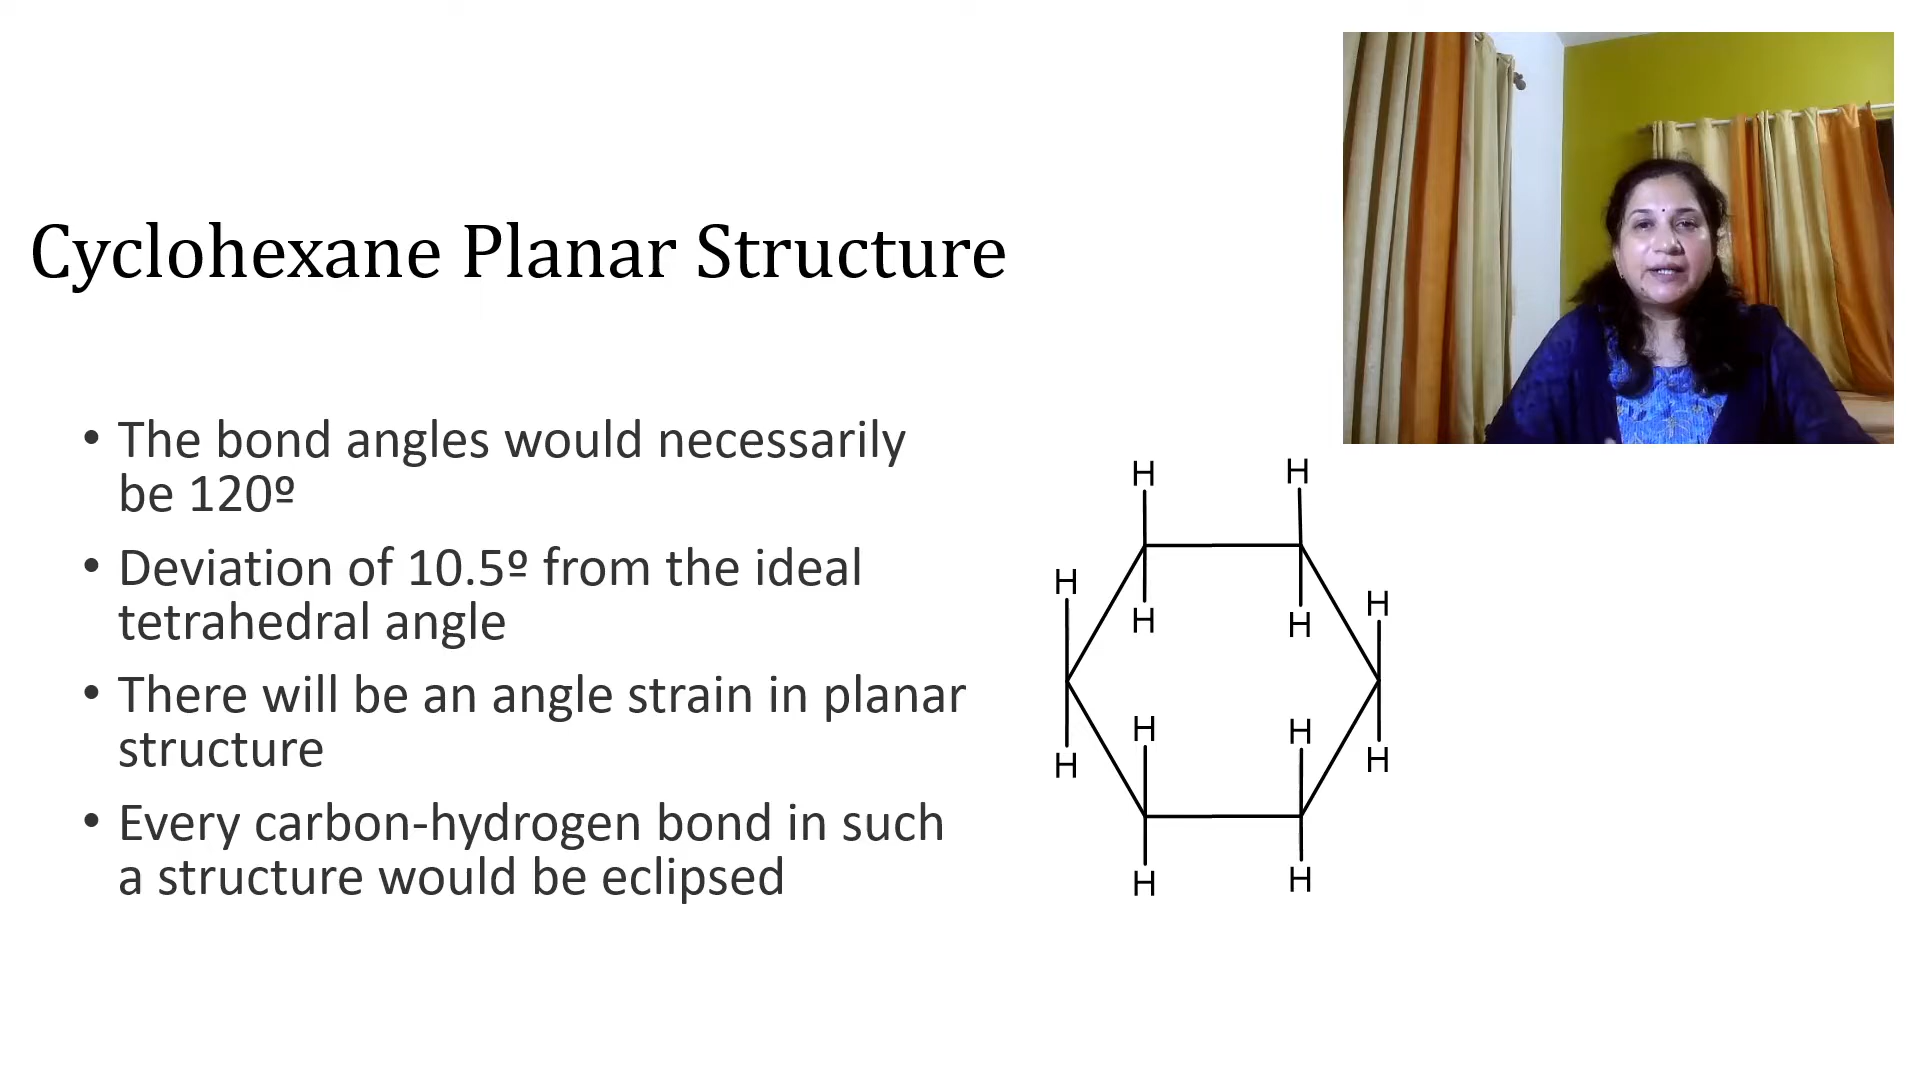 Cyclohexane Planar Structure
• The bond angles would necessarily
be 120º
• Deviation of 10.5º from the ideal
tetrahedral angle
• There will be an angle strain in planar
structure
• Every carbon-hydrogen bond in such
a structure would be eclipsed
H H
H H
H H
H H
H H
H H